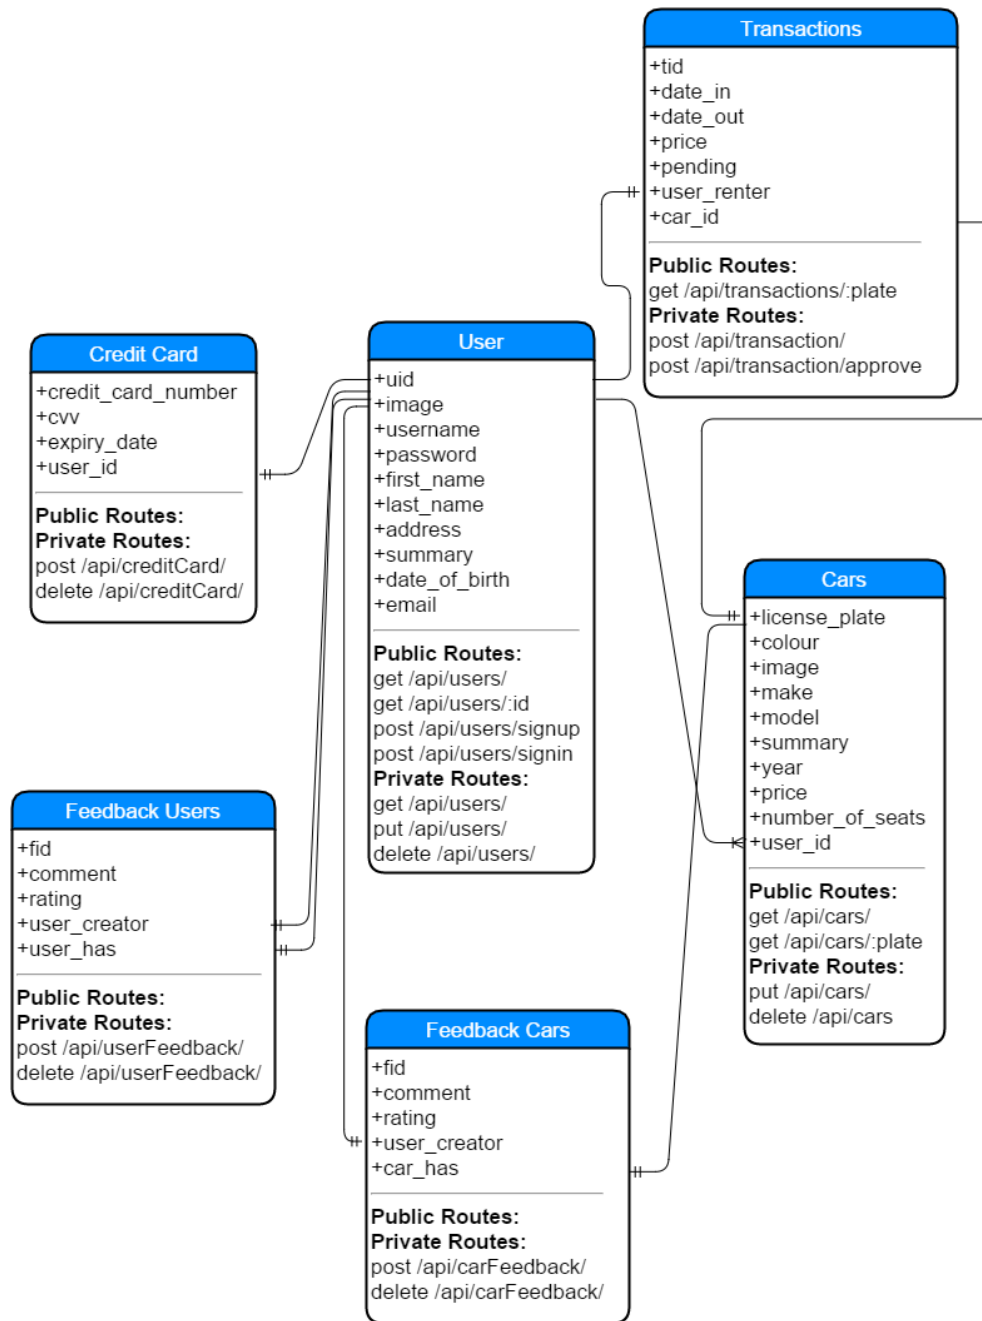 Transactions
+tid
+date_in
+date_out
+price
+pending
+user_renter
+car_id
Public Routes:
get /api/transactions/:plate
Private Routes:
post /api/transaction/
post /api/transaction/approve
Credit Card
+credit_card_number
+cvv
+expiry_date
+user_id
Public Routes:
Private Routes:
post /api/creditCard/
delete /api/creditCard/
User
+uid
+image
+username
+password
+first_name
+last_name
+address
+summary
+date_of_birth
+email
Public Routes:
get /api/users/
get /api/users/:id
post /api/users/signup
post /api/users/signin
Private Routes:
get /api/users/
put /api/users/
delete /api/users/
Cars
+license_plate
+colour
+image
+make
+model
+summary
+year
+price
+number_of_seats
+user_id
Public Routes:
get /api/cars/
get /api/cars/:plate
Private Routes:
put /api/cars/
delete /api/cars
Feedback Users
+fid
+comment
+rating
+user_creator
+user_has
Public Routes:
Private Routes:
post /api/userFeedback/
delete /api/userFeedback/
Feedback Cars
+fid
+comment
+rating
+user_creator
+car_has
Public Routes:
Private Routes:
post /api/carFeedback/
delete /api/carFeedback/